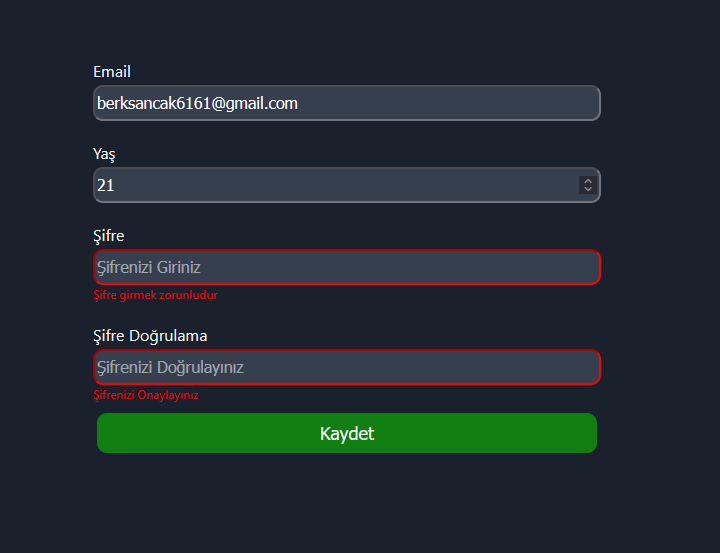 Email
berksancak6161@gmail.com
Yaş
21
Şifre
Şifrenizi Giriniz
Şifre girmek zorunludur
Şifre Doğrulama
Şifrenizi Doğrulayınız
Şifrenizi Onaylayınız
Kaydet